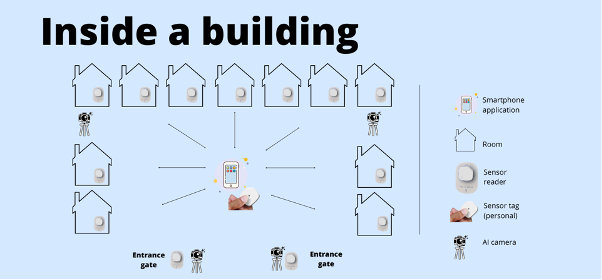 Inside a building
Smartphone
application
Room
Sensor
reader
Sensor tag
(personal)
AI camera
Entrance
gate
Entrance
gate